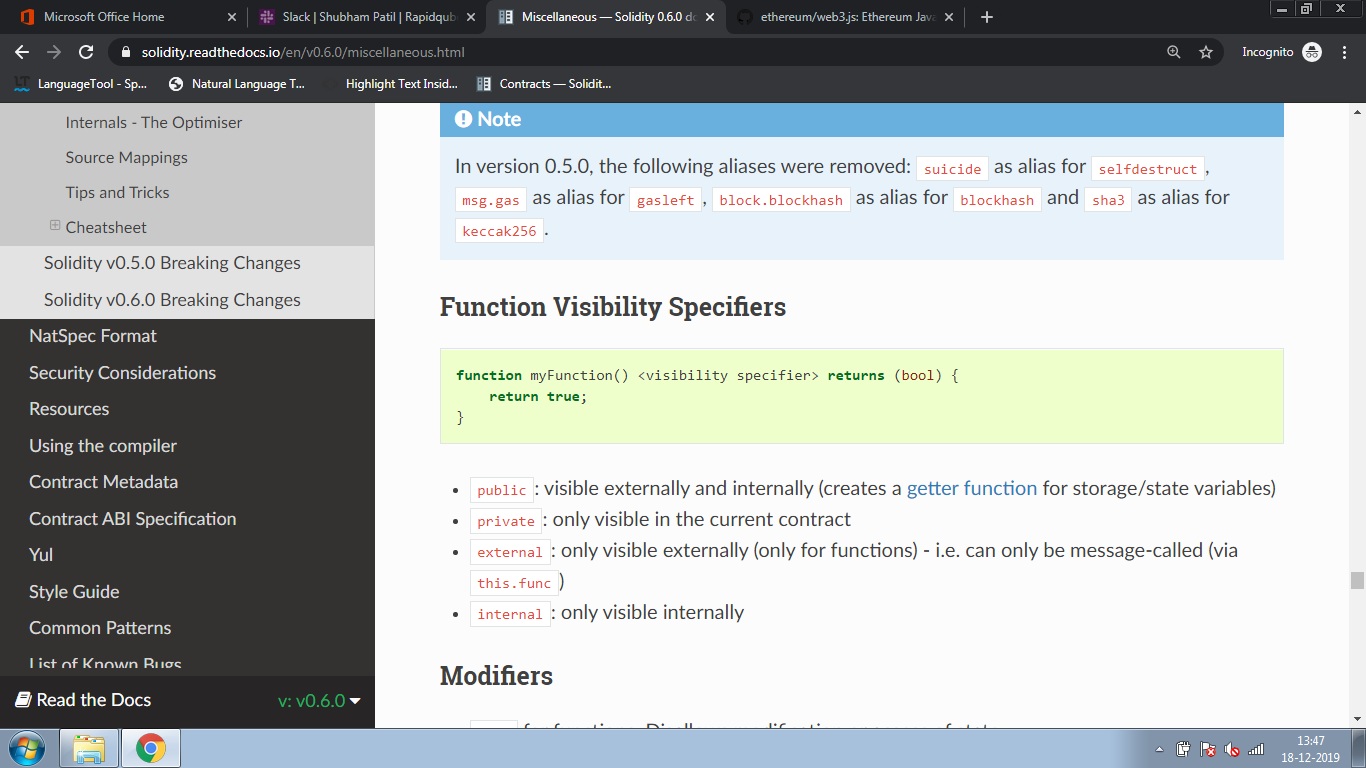 Microsoft Office Home
Slack | Shubham Patil | Rapidqub
Miscellaneous — Solidity 0.6.0 do
ethereum/web3.js: Ethereum Java
solidity.readthedocs.io/en/v0.6.0/miscellaneous.html
Incognito
LanguageTool - Sp...
Natural Language T...
Highlight Text Insid...
Contracts — Solidit...
Internals - The Optimiser
Source Mappings
Tips and Tricks
Cheatsheet
Solidity v0.5.0 Breaking Changes
Solidity v0.6.0 Breaking Changes
NatSpec Format
Security Considerations
Resources
Using the compiler
Contract Metadata
Contract ABI Specification
Yul
Style Guide
Common Patterns
List of Known Bugs
Read the Docs
v: v0.6.0
Note
In version 0.5.0, the following aliases were removed: suicide as alias for selfdestruct,
msg.gas as alias for gasleft, block.blockhash as alias for blockhash and sha3 as alias for
keccak256.
Function Visibility Specifiers
function myFunction() <visibility specifier> returns (bool) {
return true;
}
public: visible externally and internally (creates a getter function for storage/state variables)
private: only visible in the current contract
external: only visible externally (only for functions) - i.e. can only be message-called (via
this.func)
internal: only visible internally
Modifiers
13:47
18-12-2019